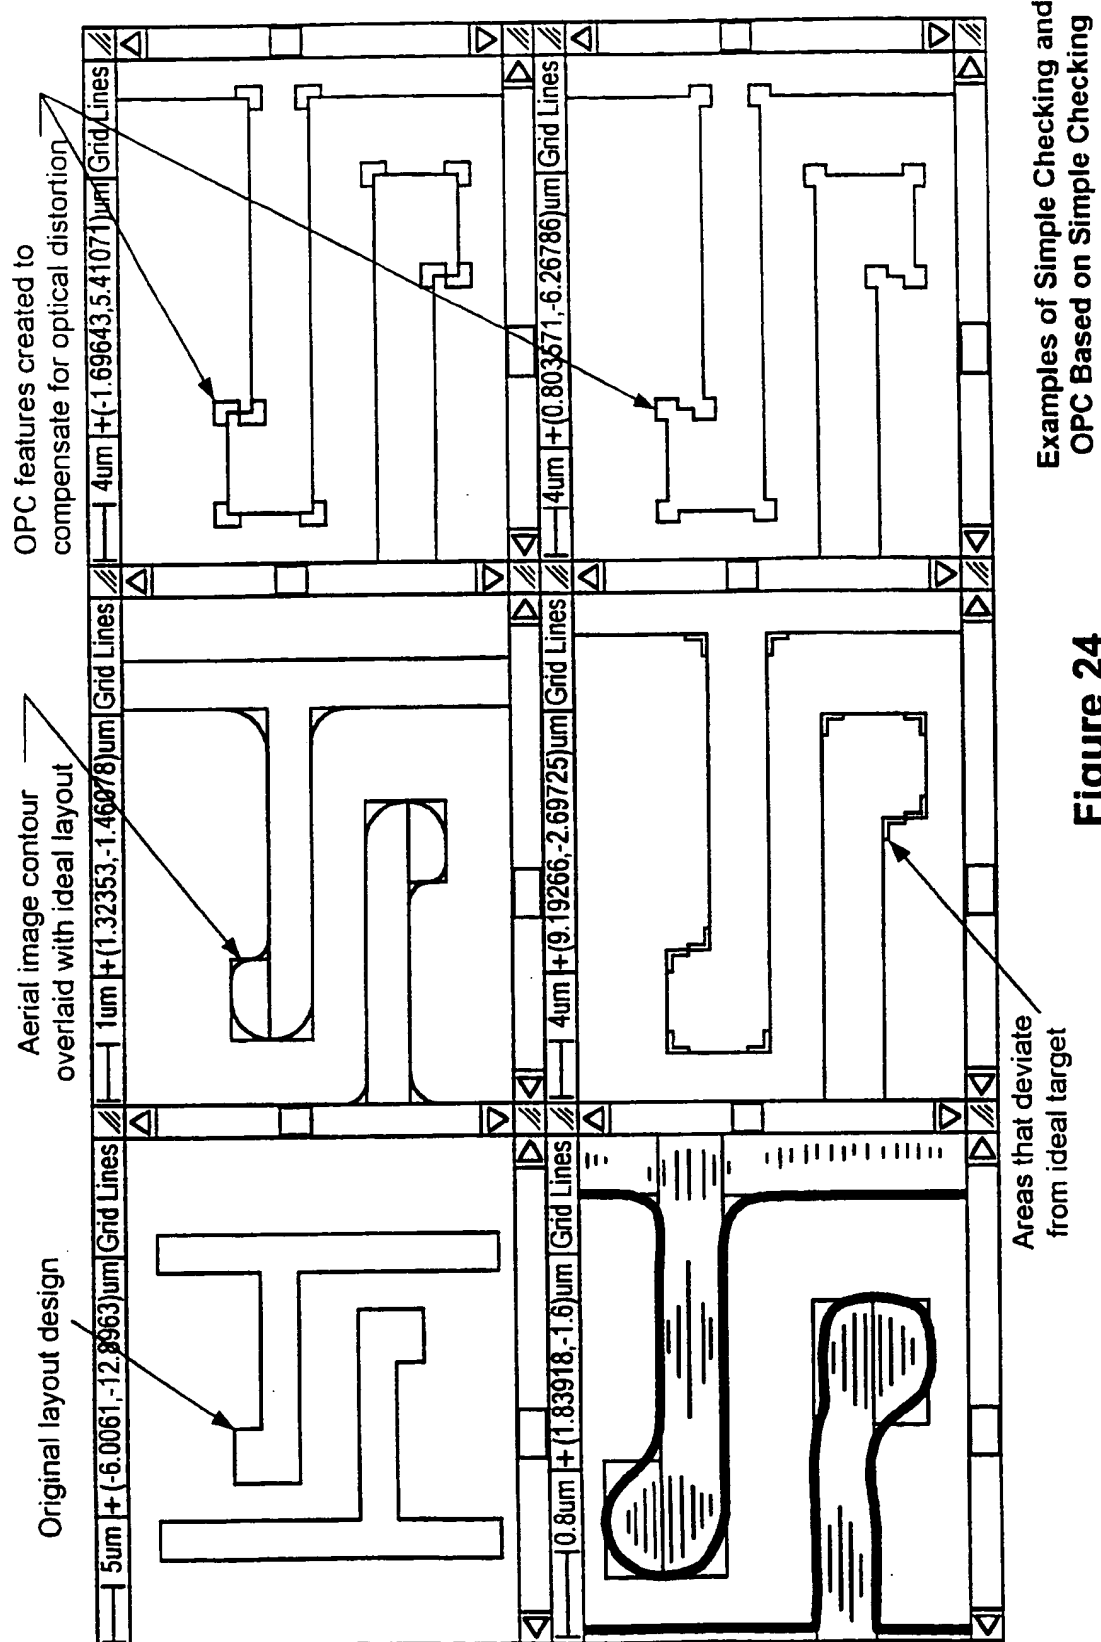 Original layout design
Aerial image contour
overlaid with ideal layout
OPC features created to
compensate for optical distortion
5um + (-6.0061,-12.8963)um Grid Lines
1um +(1.32353,-1.46078)um Grid Lines
4um +(-1.69643,5.41071)um Grid Lines
0.8um + (1.83918,-1.6)um Grid Lines
4um +(9.19266,-2.69725)um Grid Lines
4um +(0.803571,-6.26786)um Grid Lines
Areas that deviate
from ideal target
Figure 24
Examples of Simple Checking and
OPC Based on Simple Checking